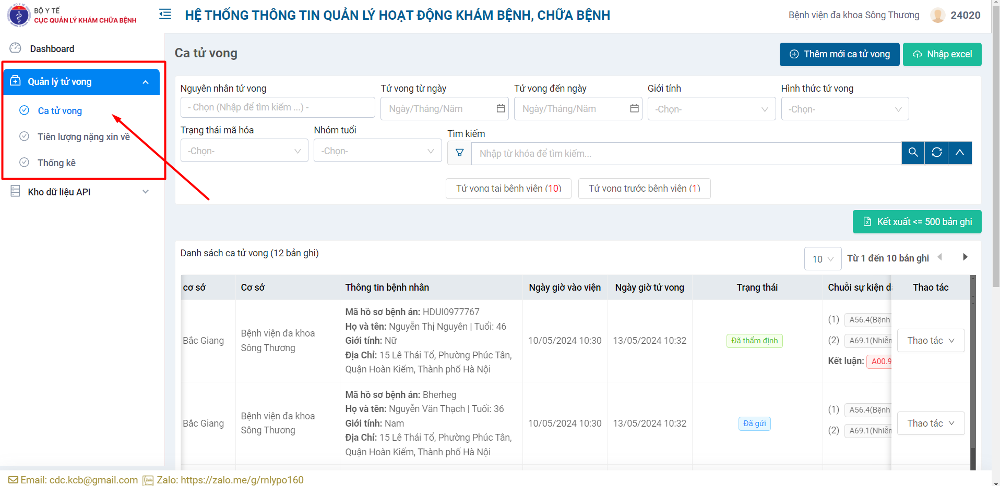 BỘ Y TẾ
CỤC QUẢN LÝ KHÁM CHỮA BỆNH
HỆ THỐNG THÔNG TIN QUẢN LÝ HOẠT ĐỘNG KHÁM BỆNH, CHỮA BỆNH
Bệnh viện đa khoa Sông Thương
24020
Dashboard
Quản lý tử vong
Ca tử vong
Tiên lượng nặng xin về
Thống kê
Kho dữ liệu API
Ca tử vong
Thêm mới ca tử vong
Nhập excel
Nguyên nhân tử vong
Tử vong từ ngày
Tử vong đến ngày
Giới tính
Hình thức tử vong
- Chọn (Nhập để tìm kiếm ...) -
Ngày/Tháng/Năm
Ngày/Tháng/Năm
-Chọn-
-Chọn-
Trạng thái mã hóa
Nhóm tuổi
Tìm kiếm
-Chọn-
-Chọn-
Nhập từ khóa để tìm kiếm...
Tử vong tại bệnh viện (10)
Tử vong trước bệnh viện (1)
Kết xuất <= 500 bản ghi
Danh sách ca tử vong (12 bản ghi)
10
Từ 1 đến 10 bản ghi
cơ sở
Cơ sở
Thông tin bệnh nhân
Ngày giờ vào viện
Ngày giờ tử vong
Trạng thái
Chuỗi sự kiện
Thao tác
Bắc Giang
Bệnh viện đa khoa
Sông Thương
Mã hồ sơ bệnh án: HDUI0977767
Họ và tên: Nguyễn Thị Nguyên | Tuổi: 46
Giới tính: Nữ
Địa Chỉ: 15 Lê Thái Tổ, Phường Phúc Tân,
Quận Hoàn Kiếm, Thành phố Hà Nội
10/05/2024 10:30
13/05/2024 10:32
Đã thẩm định
(1) A56.4(Bệnh
(2) A69.1(Nhiễm
Kết luận: A00.9
Thao tác
Bắc Giang
Bệnh viện đa khoa
Sông Thương
Mã hồ sơ bệnh án: Bherheg
Họ và tên: Nguyễn Văn Thạch | Tuổi: 36
Giới tính: Nam
Địa Chỉ: 15 Lê Thái Tổ, Phường Phúc Tân,
Quận Hoàn Kiếm, Thành phố Hà Nội
10/05/2024 10:30
13/05/2024 10:32
Đã gửi
(1) A56.4(Bệnh
(2) A69.1(Nhiễm
Thao tác
Email: cdc.kcb@gmail.com Zalo: https://zalo.me/g/rnlypo160